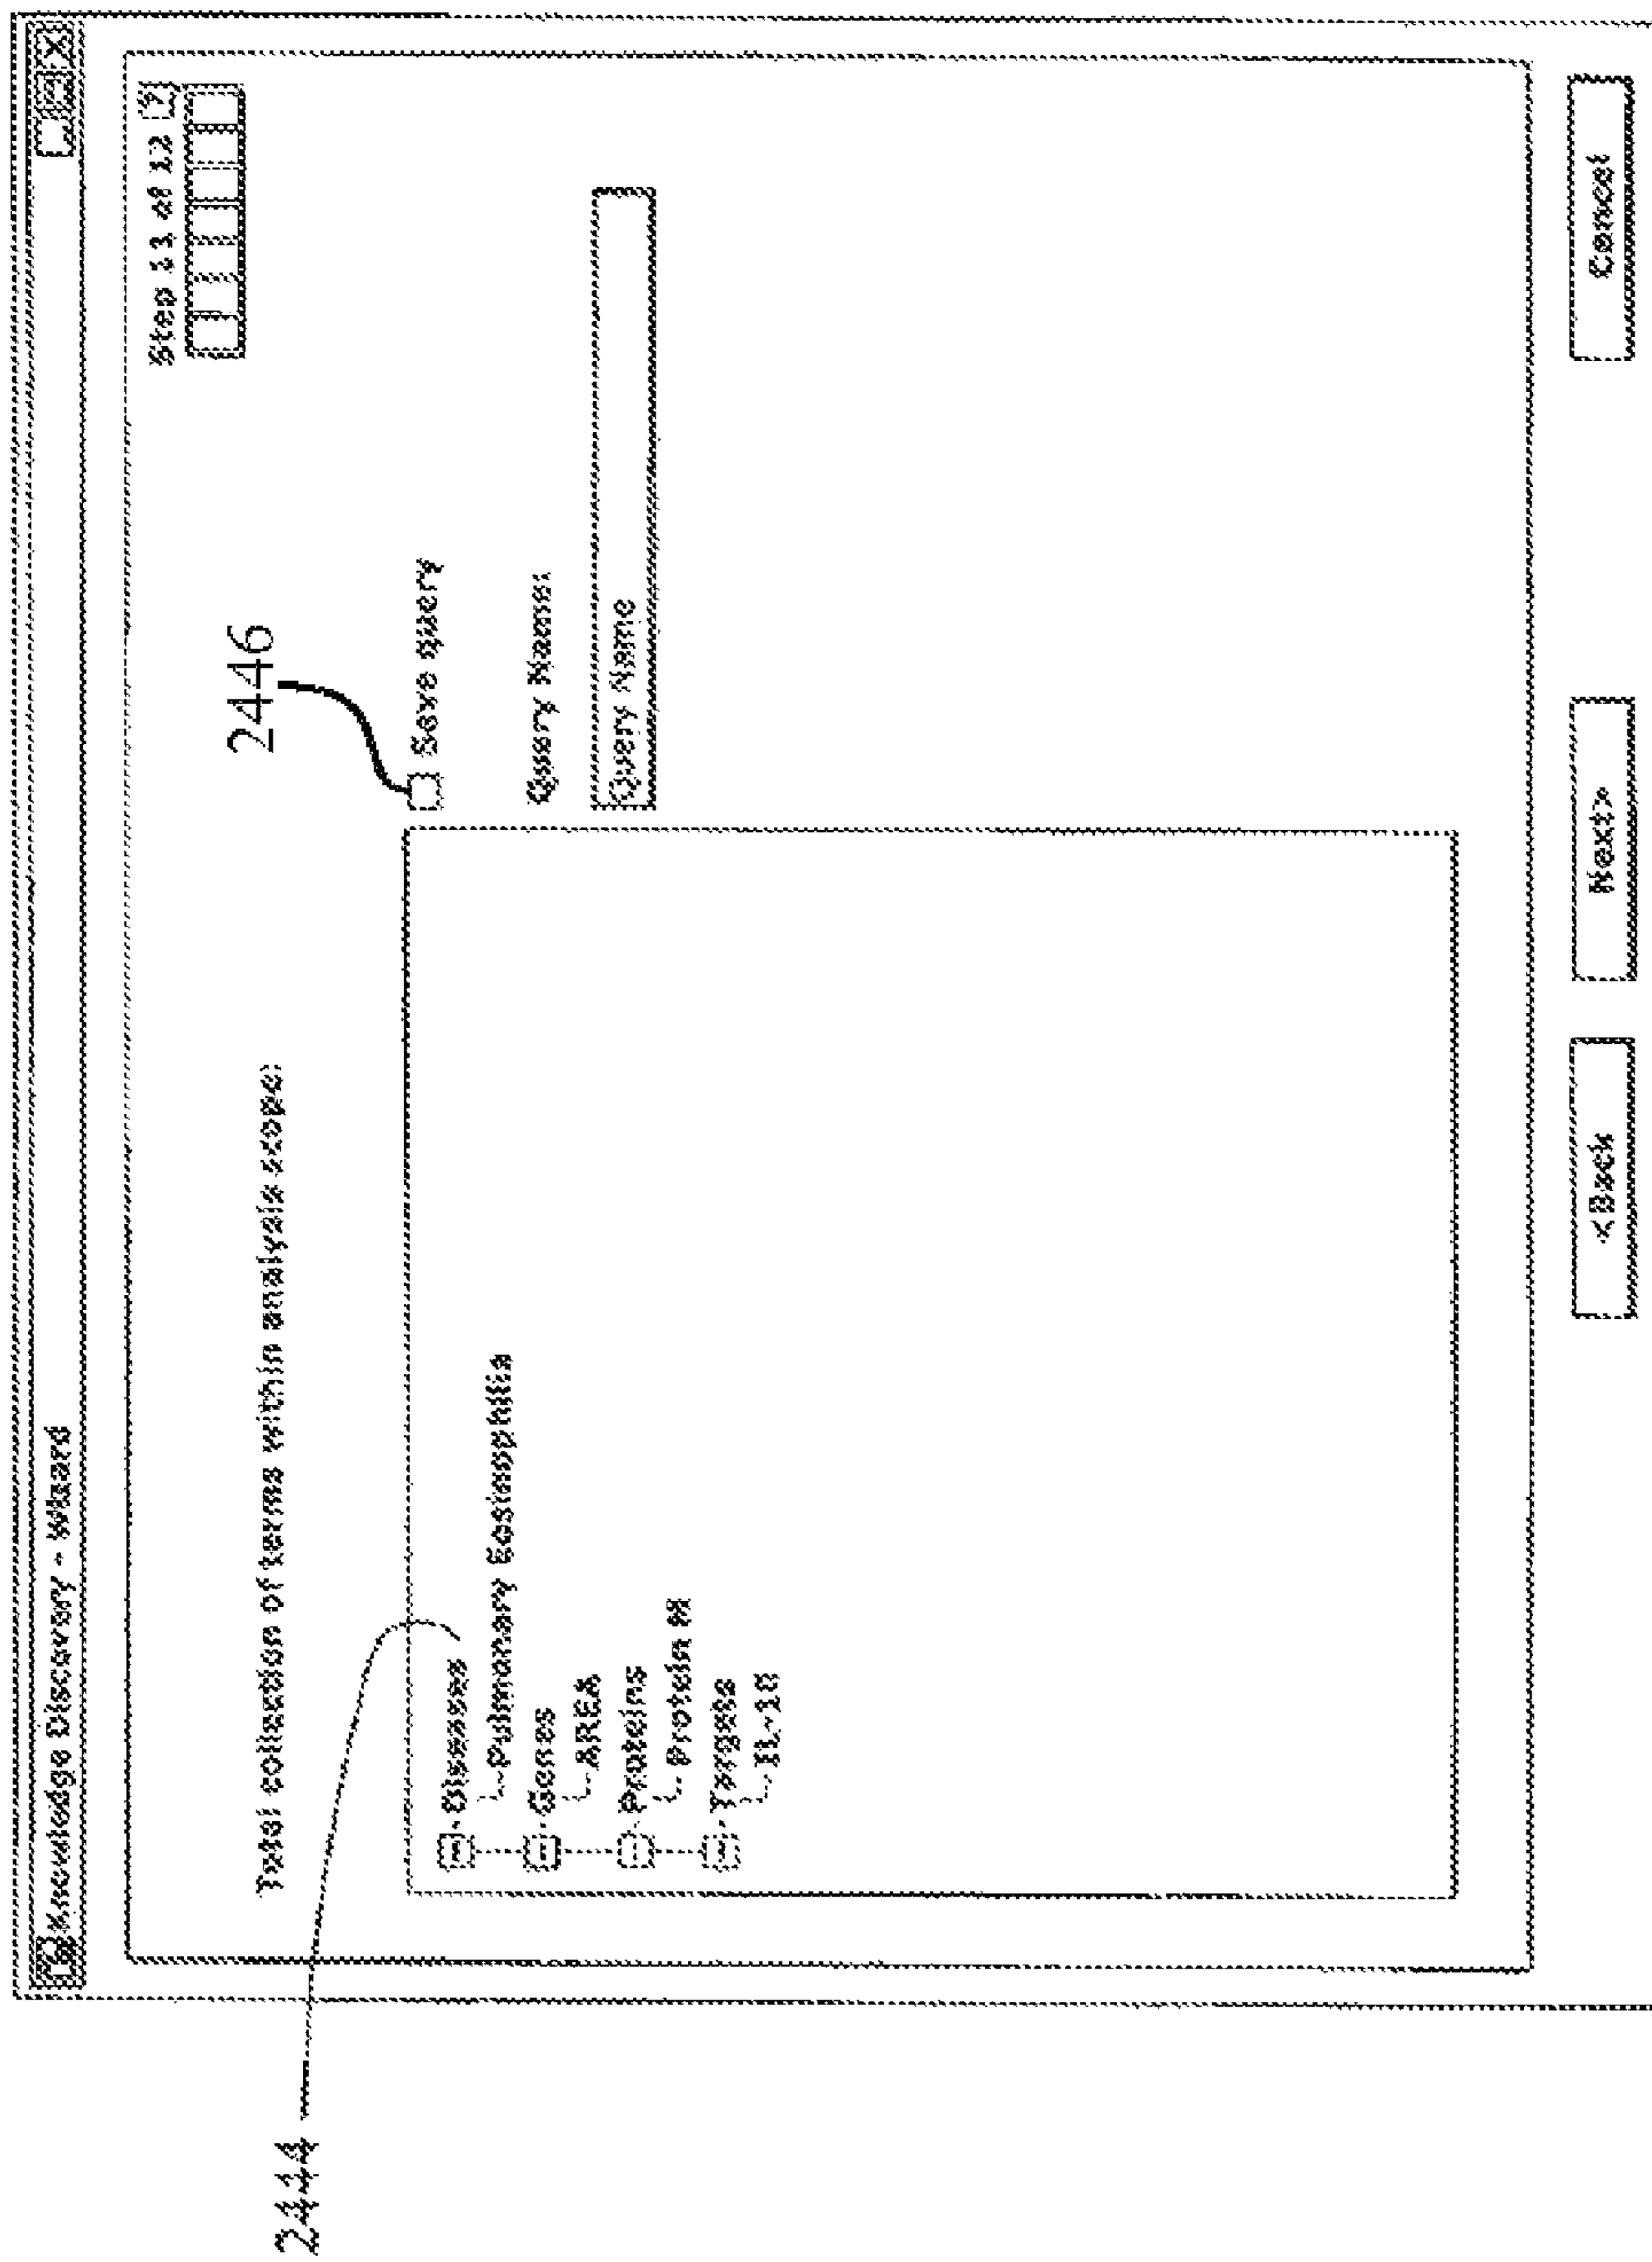 Knowledge Discovery - Wizard
Step 11 of 12 ?
Total collection of terms within analysis scope:
2444
2446
Diseases
Pulmonary Eosinophilia
Genes
AREA
Proteins
Protein M
Targets
IL-10
Save query
Query Name:
Query Name
<Back
Next>
Cancel